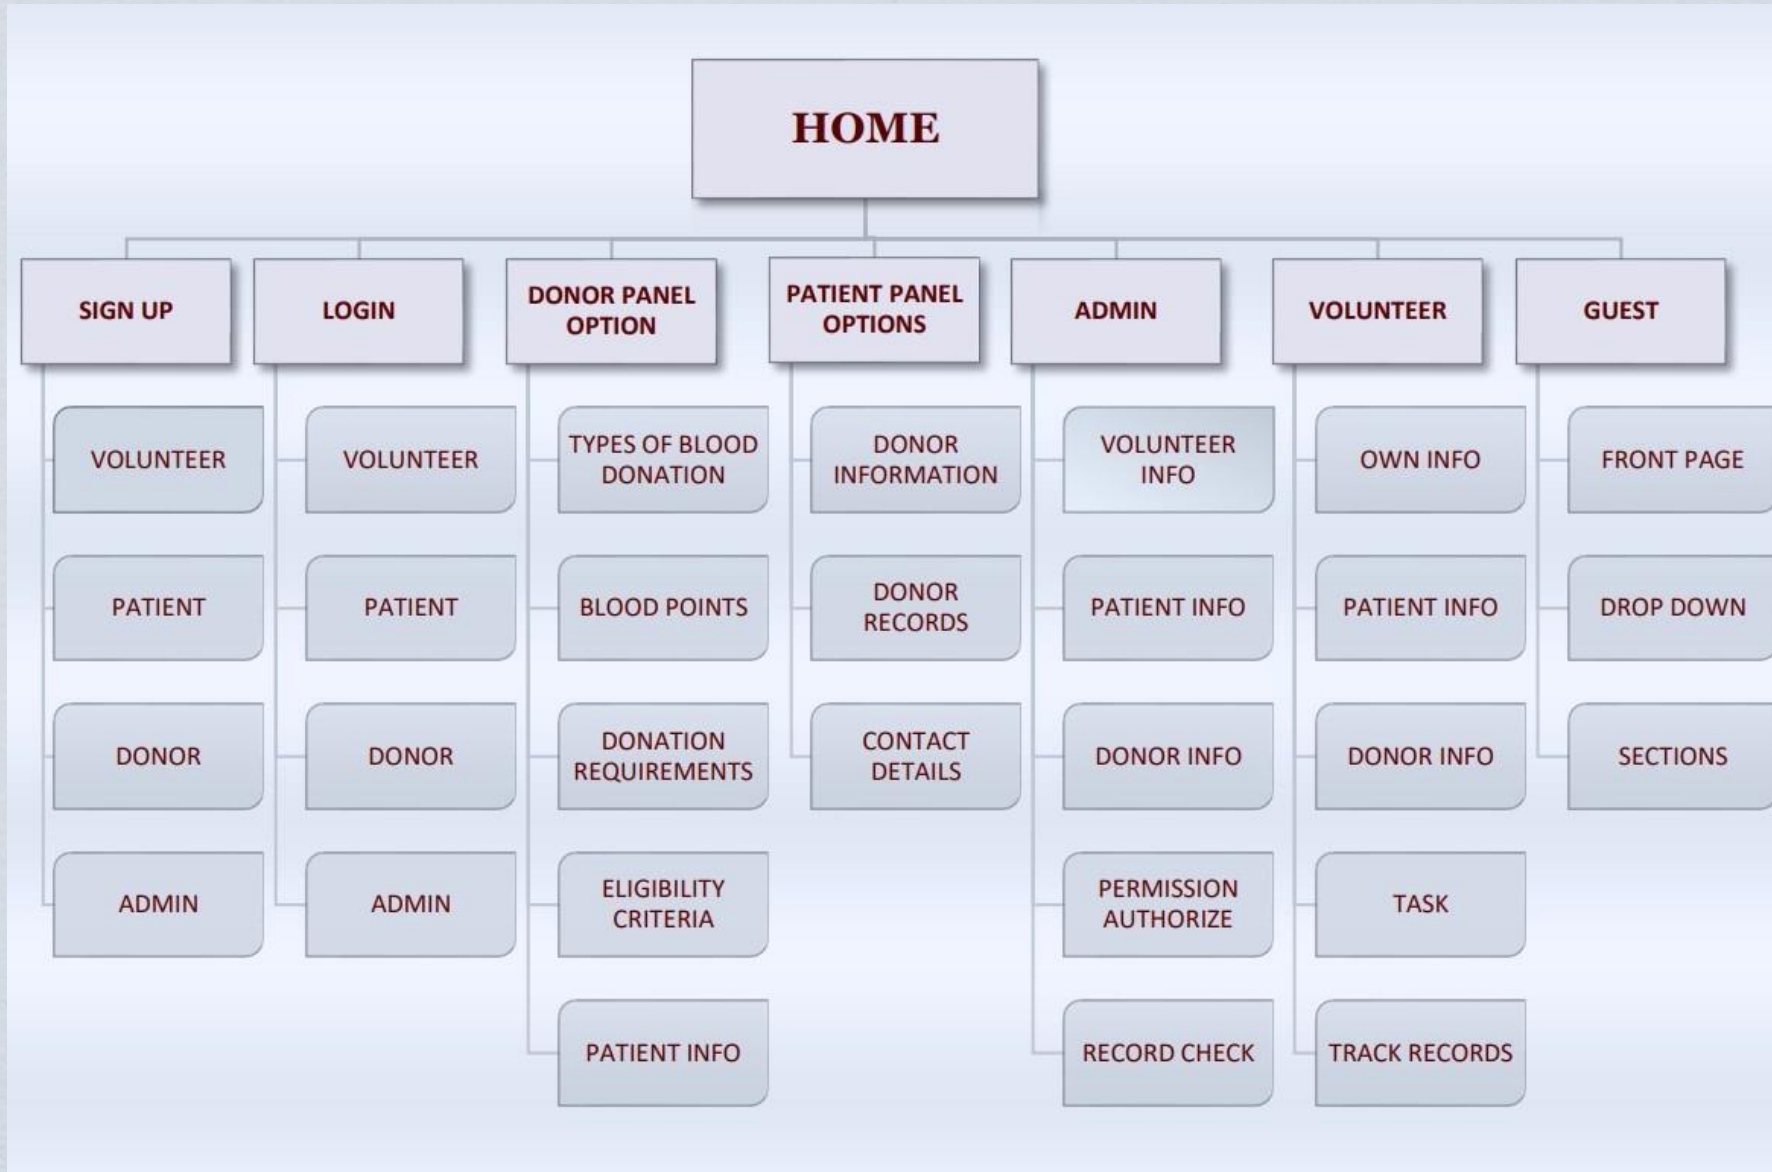 HOME
SIGN UP
LOGIN
DONOR PANEL
OPTION
PATIENT PANEL
OPTIONS
ADMIN
VOLUNTEER
GUEST
VOLUNTEER
PATIENT
DONOR
ADMIN
VOLUNTEER
PATIENT
DONOR
ADMIN
TYPES OF BLOOD
DONATION
BLOOD POINTS
DONATION
REQUIREMENTS
ELIGIBILITY
CRITERIA
PATIENT INFO
DONOR
INFORMATION
DONOR
RECORDS
CONTACT
DETAILS
VOLUNTEER
INFO
PATIENT INFO
DONOR INFO
PERMISSION
AUTHORIZE
RECORD CHECK
OWN INFO
PATIENT INFO
DONOR INFO
TASK
TRACK RECORDS
FRONT PAGE
DROP DOWN
SECTIONS